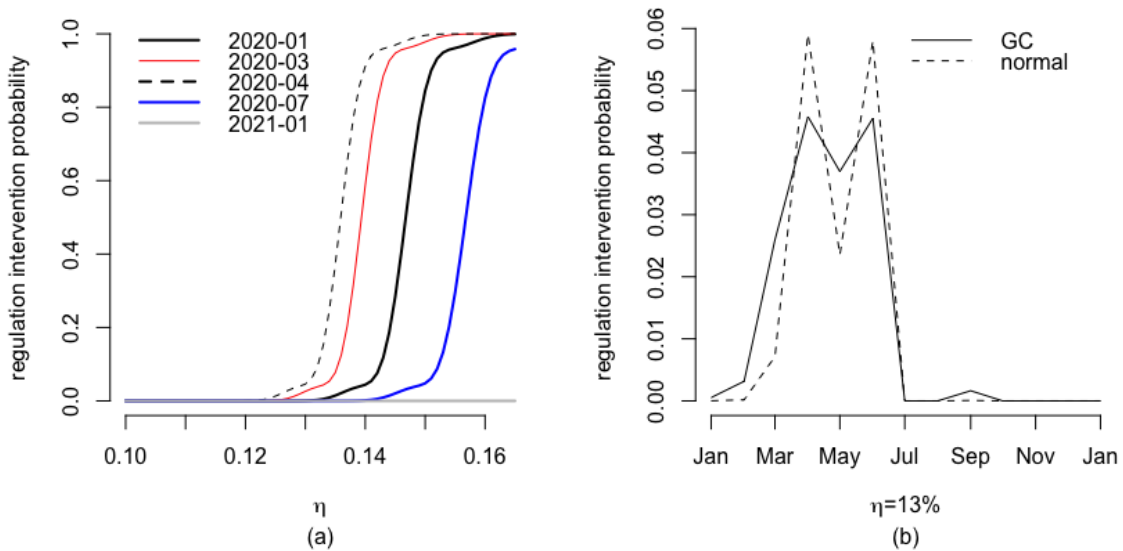 regulation intervention probability
1.0
0.8
0.6
0.4
0.2
0.0
2020-01
2020-03
2020-04
2020-07
2021-01
0.10
0.12
0.14
0.16
η
(a)
regulation intervention probability
0.06
0.05
0.04
0.03
0.02
0.01
0.00
GC
normal
Jan
Mar
May
Jul
Sep
Nov
Jan
η=13%
(b)